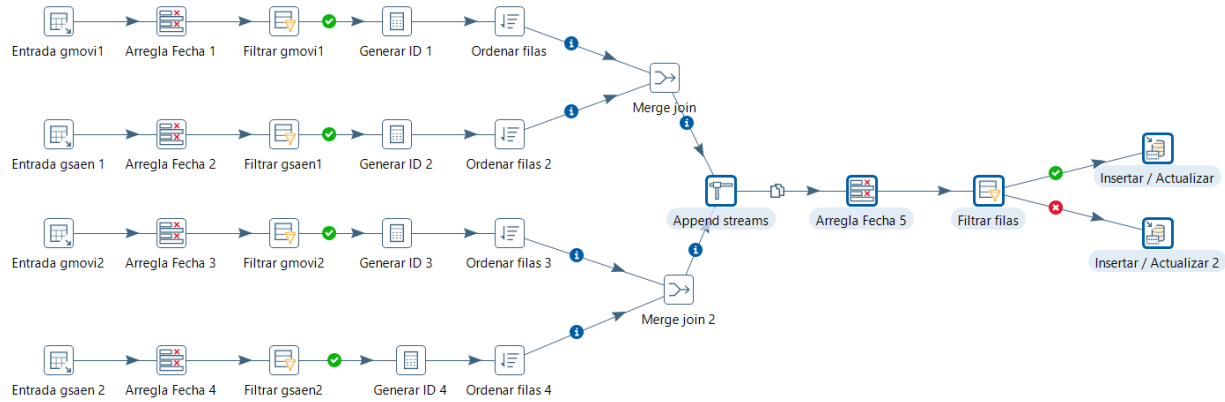 Entrada gmovi1
Arregla Fecha 1
Filtrar gmovi1
Generar ID 1
Ordenar filas
Merge join
Entrada gsaen 1
Arregla Fecha 2
Filtrar gsaen1
Generar ID 2
Ordenar filas 2
Insertar / Actualizar
Append streams
Arregla Fecha 5
Filtrar filas
Entrada gmovi2
Arregla Fecha 3
Filtrar gmovi2
Generar ID 3
Ordenar filas 3
Insertar / Actualizar 2
Merge join 2
Entrada gsaen 2
Arregla Fecha 4
Filtrar gsaen2
Generar ID 4
Ordenar filas 4